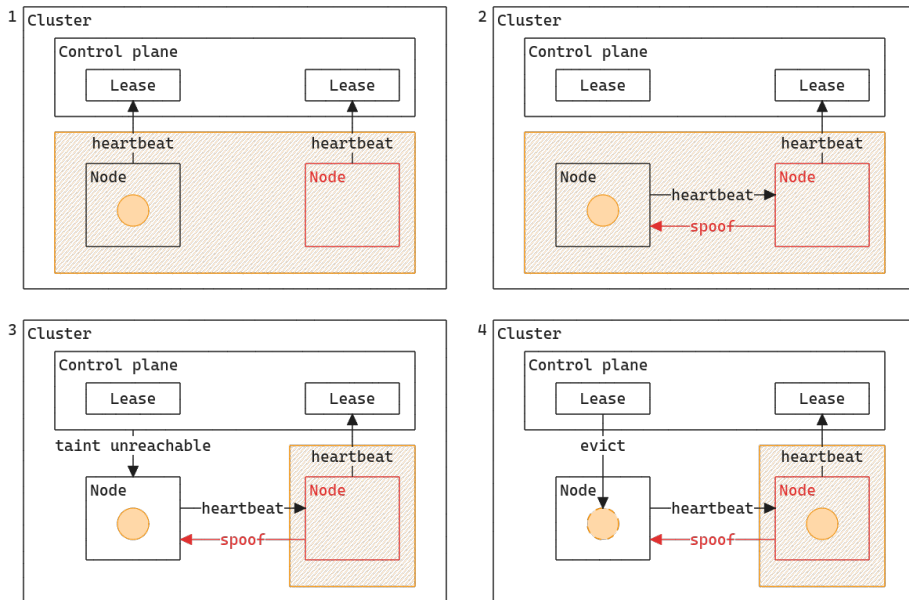 1
Cluster
Control plane
Lease
Lease
heartbeat
heartbeat
Node
Node
2
Cluster
Control plane
Lease
Lease
heartbeat
Node
Node
heartbeat
spoof
3
Cluster
Control plane
Lease
Lease
taint unreachable
heartbeat
Node
Node
heartbeat
spoof
4
Cluster
Control plane
Lease
Lease
evict
heartbeat
Node
Node
heartbeat
spoof